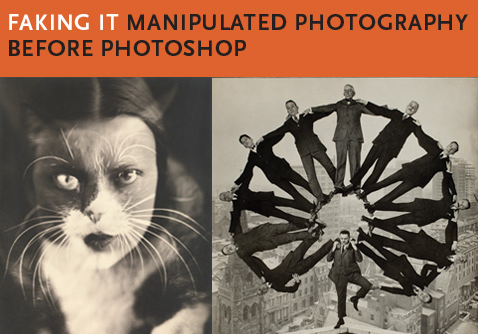 FAKING IT MANIPULATED PHOTOGRAPHY
BEFORE PHOTOSHOP